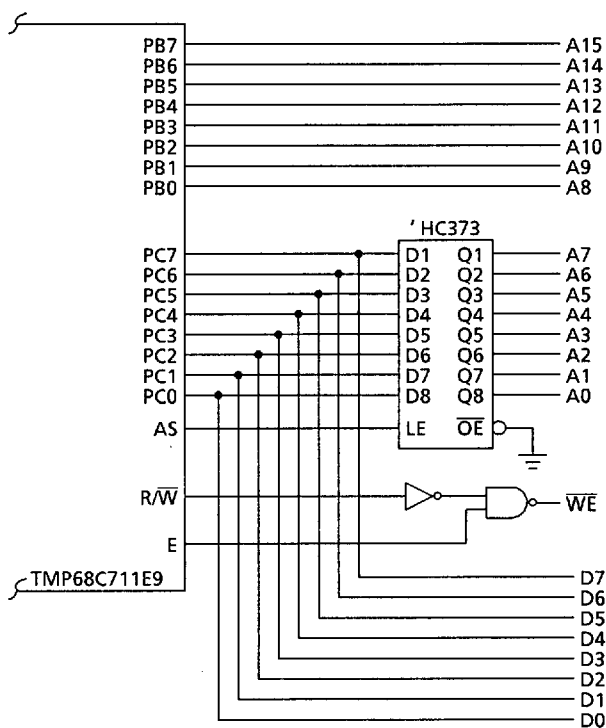 PB7 A15
PB6 A14
PB5 A13
PB4 A12
PB3 A11
PB2 A10
PB1 A9
PB0 A8
'HC373
PC7 D1 Q1 A7
PC6 D2 Q2 A6
PC5 D3 Q3 A5
PC4 D4 Q4 A4
PC3 D5 Q5 A3
PC2 D6 Q6 A2
PC1 D7 Q7 A1
PC0 D8 Q8 A0
AS LE O̅E̅
R/W̅ W̅E̅
E
TMP68C711E9 D7
D6
D5
D4
D3
D2
D1
D0